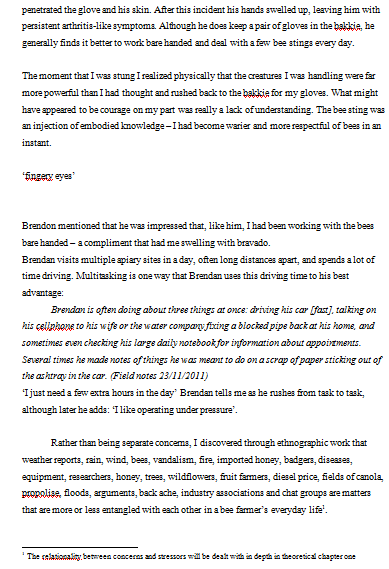 penetrated the glove and his skin. After this incident his hands swelled up, leaving him with
persistent arthritis-like symptoms. Although he does keep a pair of gloves in the bakkie, he
generally finds it better to work bare handed and deal with a few bee stings every day.
The moment that I was stung I realized physically that the creatures I was handling were far
more powerful than I had thought and rushed back to the bakkie for my gloves. What might
have appeared to be courage on my part was really a lack of understanding. The bee sting was
an injection of embodied knowledge – I had become warier and more respectful of bees in an
instant.
‘fingery eyes’
Brendon mentioned that he was impressed that, like him, I had been working with the bees
bare handed – a compliment that had me swelling with bravado.
Brendan visits multiple apiary sites in a day, often long distances apart, and spends a lot of
time driving. Multitasking is one way that Brendan uses this driving time to his best
advantage:
Brendan is often doing about three things at once: driving his car [fast], talking on
his cellphone to his wife or the water company fixing a blocked pipe back at his home, and
sometimes even checking his large daily notebook for information about appointments.
Several times he made notes of things he was meant to do on a scrap of paper sticking out of
the ashtray in the car. (Field notes 23/11/2011)
‘I just need a few extra hours in the day’ Brendan tells me as he rushes from task to task,
although later he adds: ‘I like operating under pressure’.
Rather than being separate concerns, I discovered through ethnographic work that
weather reports, rain, wind, bees, vandalism, fire, imported honey, badgers, diseases,
equipment, researchers, honey, trees, wildflowers, fruit farmers, diesel price, fields of canola,
propolise, floods, arguments, back ache, industry associations and chat groups are matters
that are more or less entangled with each other in a bee farmer’s everyday life¹.
¹ The relationality between concerns and stressors will be dealt with in depth in theoretical chapter one